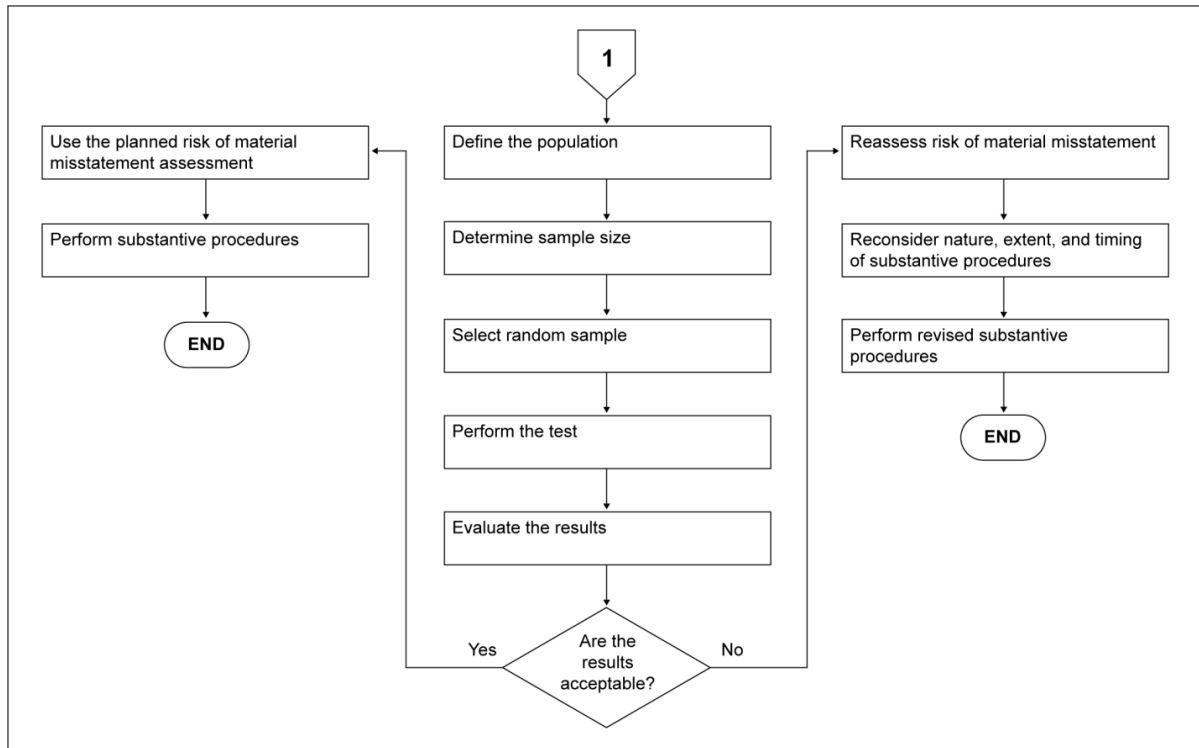 1
Define the population
Determine sample size
Select random sample
Perform the test
Evaluate the results
Are the
results
acceptable?
Yes
Use the planned risk of material
misstatement assessment
Perform substantive procedures
END
No
Reassess risk of material misstatement
Reconsider nature, extent, and timing
of substantive procedures
Perform revised substantive
procedures
END